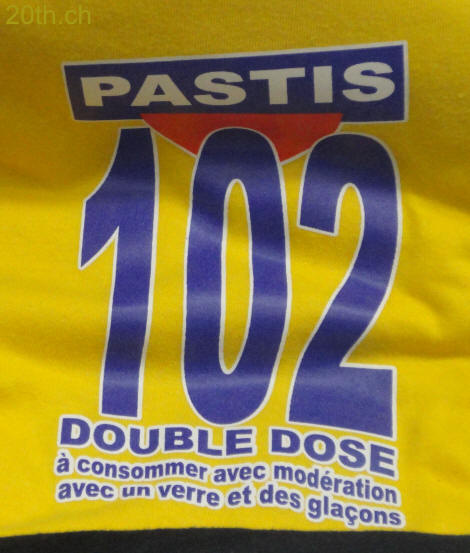 20th.ch
PASTIS
102
DOUBLE DOSE
à consommer avec modération
avec un verre et des glaçons